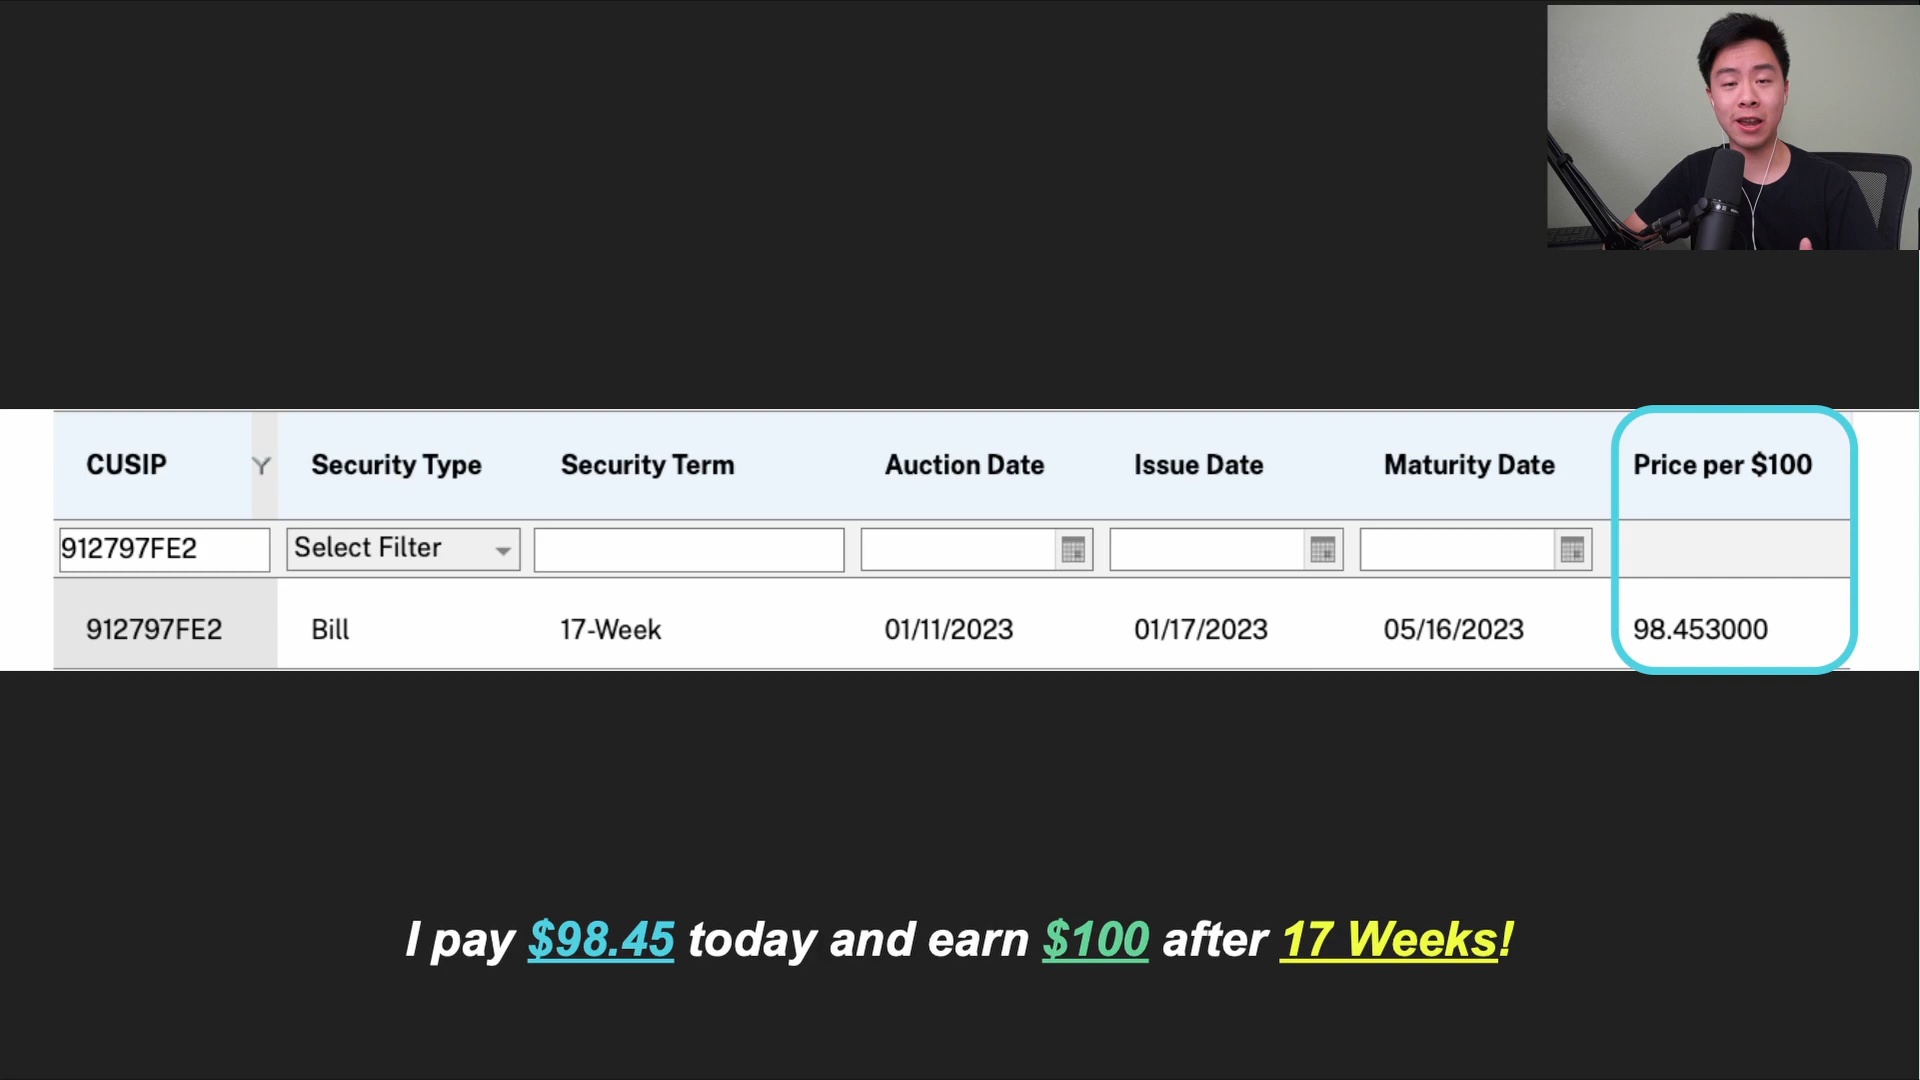 CUSIP Security Type Security Term Auction Date Issue Date Maturity Date Price per $100
912797FE2 Select Filter
912797FE2 Bill 17-Week 01/11/2023 01/17/2023 05/16/2023 98.453000
I pay $98.45 today and earn $100 after 17 Weeks!